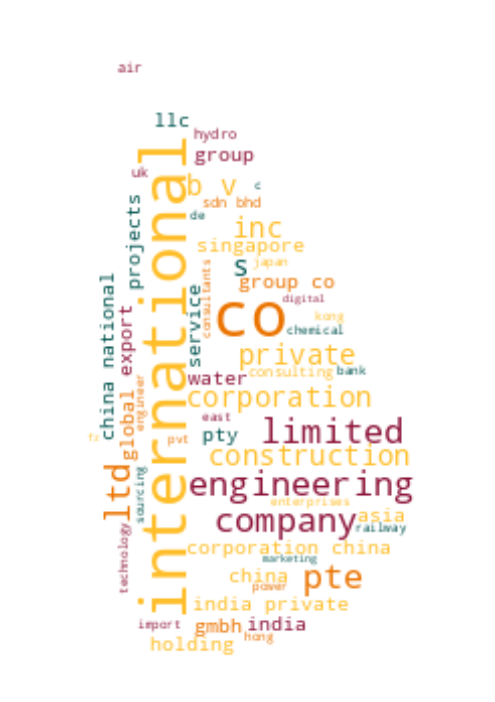 air
llc
hydro
group
uk
b v
c
sdn bhd
de
projects
international
inc
singapore
s
japan
consultants
group co
china national
service
digital
co
kong
export
chemical
private
consulting
bank
water
engineer
global
corporation
east
pty
limited
pvt
construction
ltd
sourcing
engineering
enterprises
company
asia
railway
technology
corporation china
marketing
china
power
pte
india private
import
gmbh
india
hong
holding